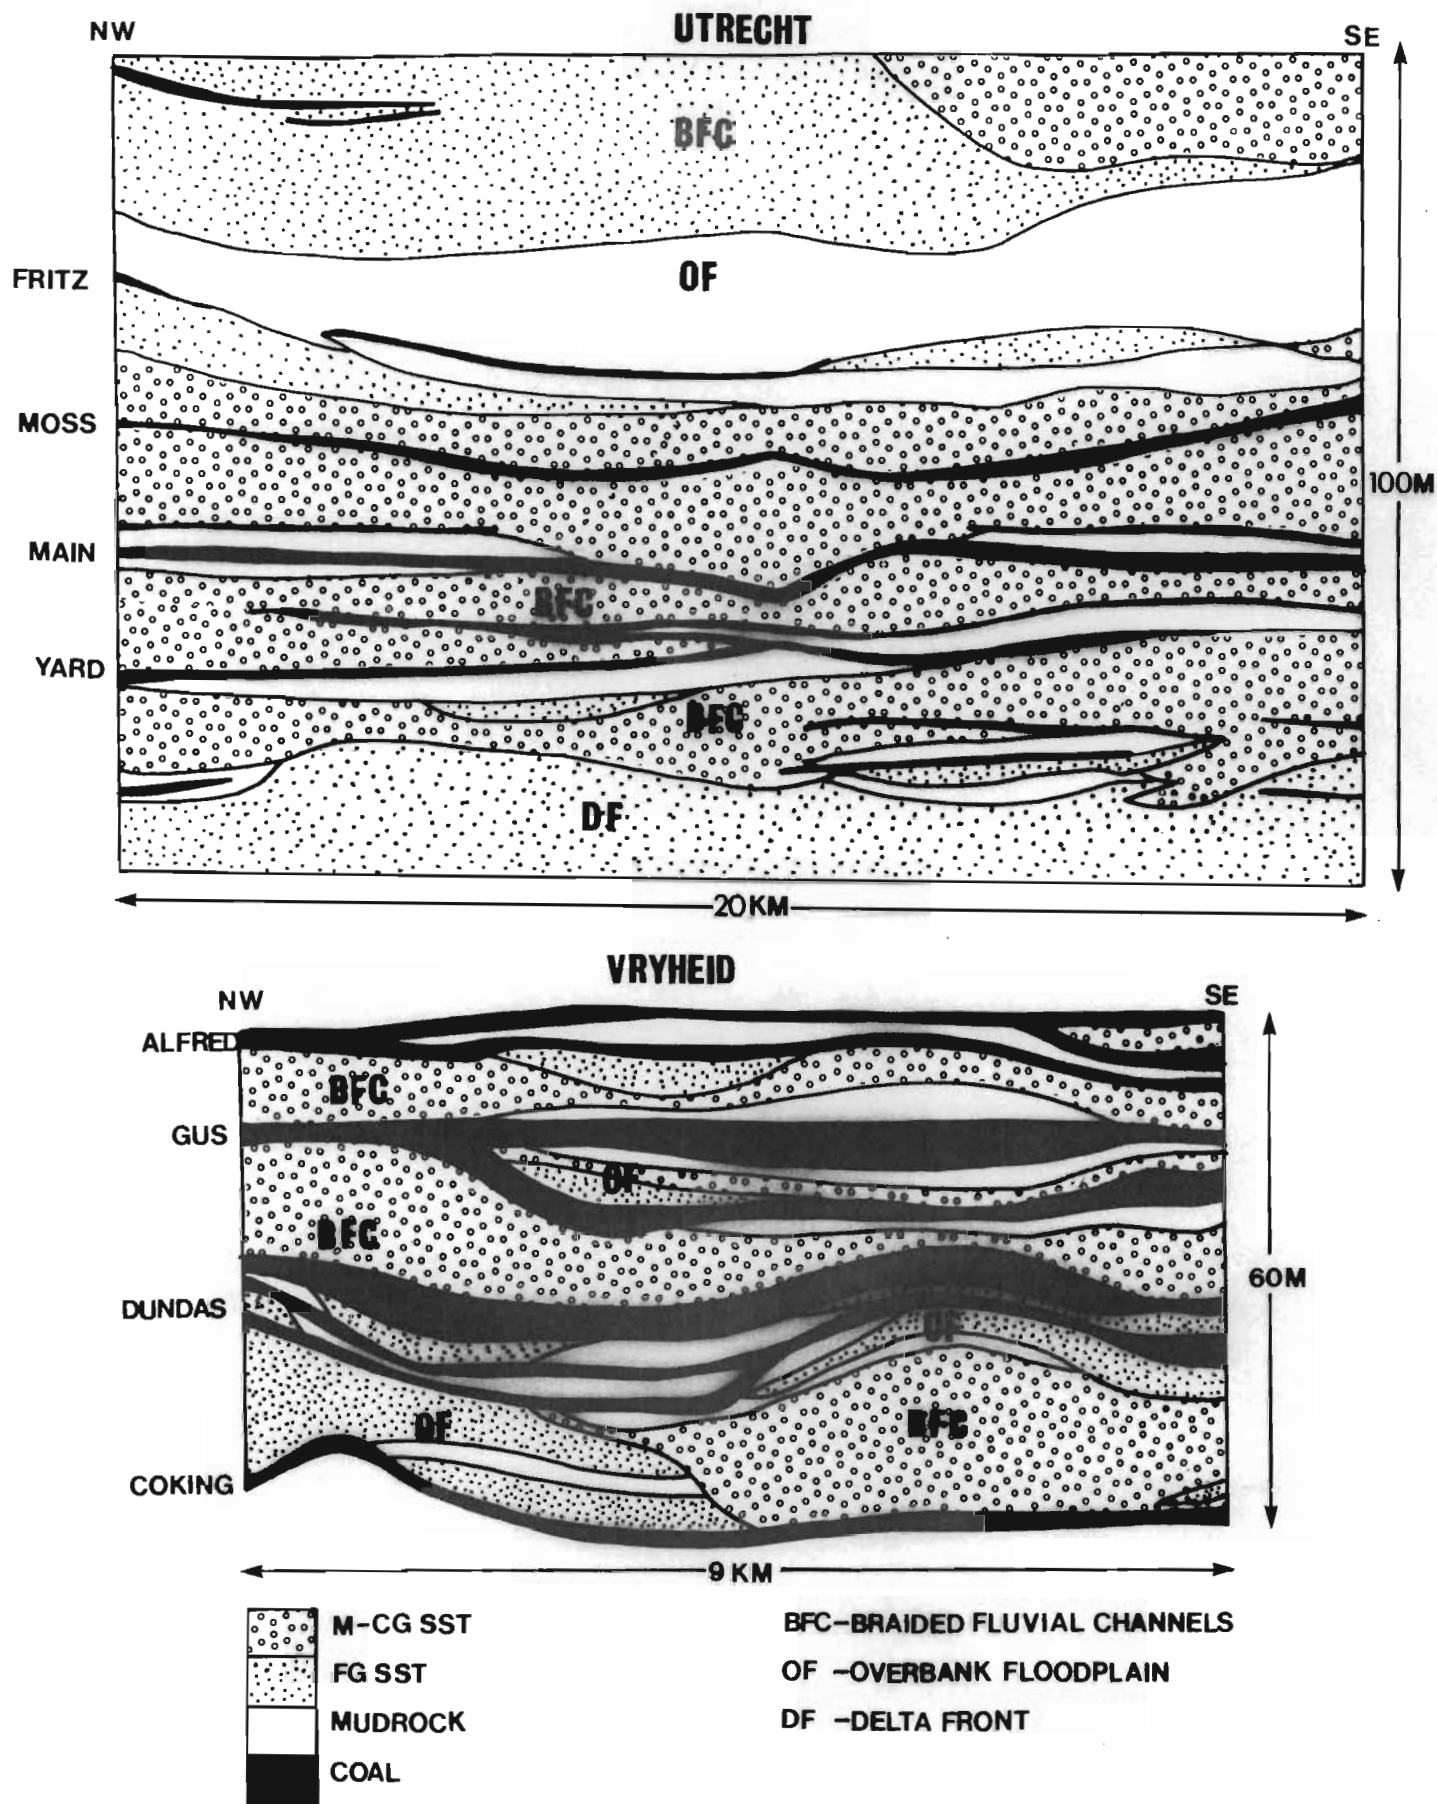 UTRECHT
NW
SE
BFC
OF
FRITZ
MOSS
100M
MAIN
BFC
YARD
BFC
DF
20KM
VRYHEID
NW
SE
ALFRED
BFC
GUS
OF
BFC
60M
DUNDAS
OF
OF
BFC
COKING
9 KM
M-CG SST
FG SST
MUDROCK
COAL
BFC-BRAIDED FLUVIAL CHANNELS
OF -OVERBANK FLOODPLAIN
DF -DELTA FRONT